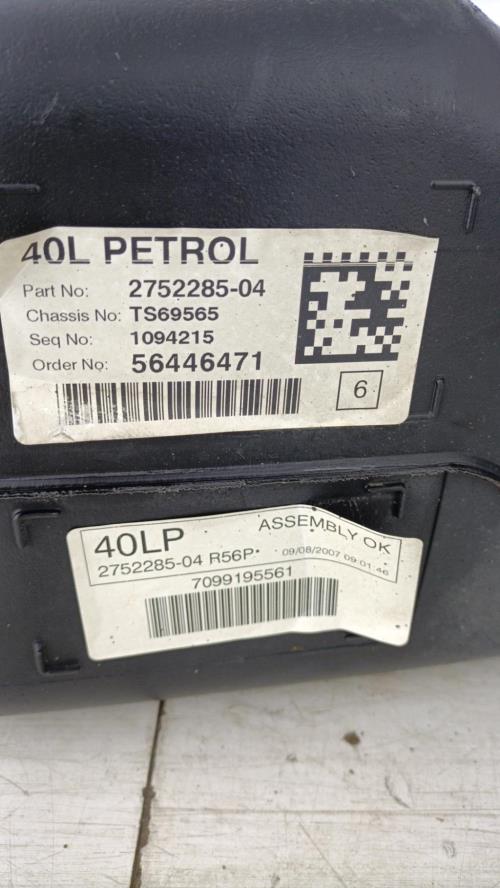 40L PETROL
Part No: 2752285-04
Chassis No: TS69565
Seq No: 1094215
Order No: 56446471
6
40LP ASSEMBLY OK
2752285-04 R56P 09/08/2007 09:01:46
7099195561